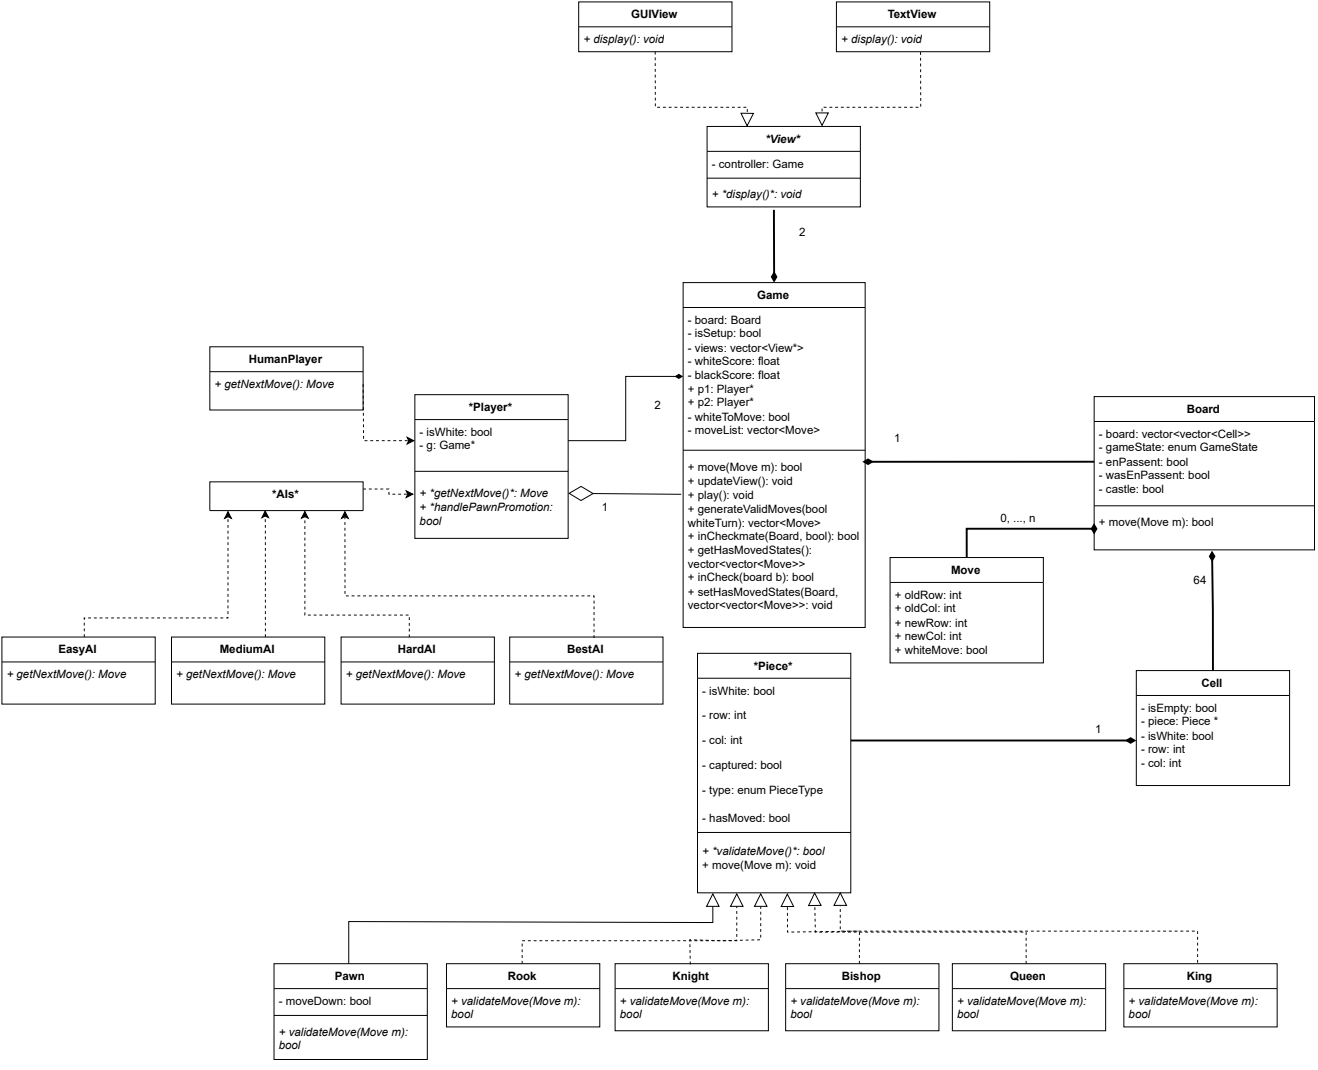 GUIView
+ display(): void
TextView
+ display(): void
*View*
- controller: Game
+ *display()*: void
2
Game
- board: Board
- isSetup: bool
- views: vector<View*>
- whiteScore: float
- blackScore: float
+ p1: Player*
+ p2: Player*
- whiteToMove: bool
- moveList: vector<Move>
+ move(Move m): bool
+ updateView(): void
+ play(): void
+ generateValidMoves(bool
whiteTurn): vector<Move>
+ inCheckmate(Board, bool): bool
+ getHasMovedStates():
vector<vector<Move>>
+ inCheck(board b): bool
+ setHasMovedStates(Board,
vector<vector<Move>>: void
HumanPlayer
+ getNextMove(): Move
*Player*
- isWhite: bool
- g: Game*
+ *getNextMove()*: Move
+ *handlePawnPromotion:
bool
2
1
*AIs*
EasyAI
+ getNextMove(): Move
MediumAI
+ getNextMove(): Move
HardAI
+ getNextMove(): Move
BestAI
+ getNextMove(): Move
1
Board
- board: vector<vector<Cell>>
- gameState: enum GameState
- enPassent: bool
- wasEnPassent: bool
- castle: bool
+ move(Move m): bool
0, ..., n
Move
+ oldRow: int
+ oldCol: int
+ newRow: int
+ newCol: int
+ whiteMove: bool
64
Cell
- isEmpty: bool
- piece: Piece *
- isWhite: bool
- row: int
- col: int
1
*Piece*
- isWhite: bool
- row: int
- col: int
- captured: bool
- type: enum PieceType
- hasMoved: bool
+ *validateMove()*: bool
+ move(Move m): void
Pawn
- moveDown: bool
+ validateMove(Move m):
bool
Rook
+ validateMove(Move m):
bool
Knight
+ validateMove(Move m):
bool
Bishop
+ validateMove(Move m):
bool
Queen
+ validateMove(Move m):
bool
King
+ validateMove(Move m):
bool